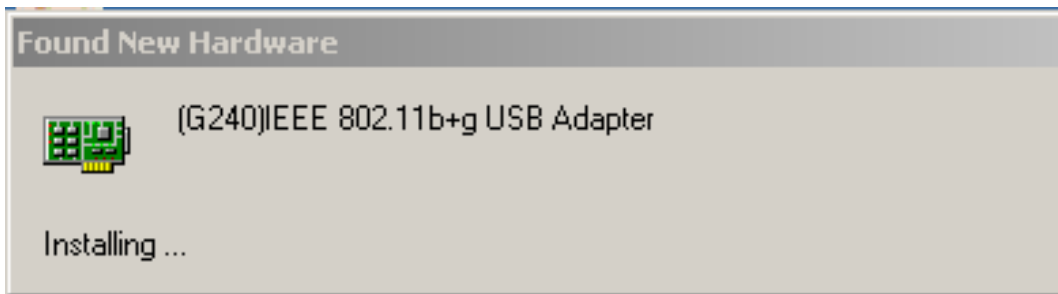 Found New Hardware
(G240)IEEE 802.11b+g USB Adapter
Installing ...